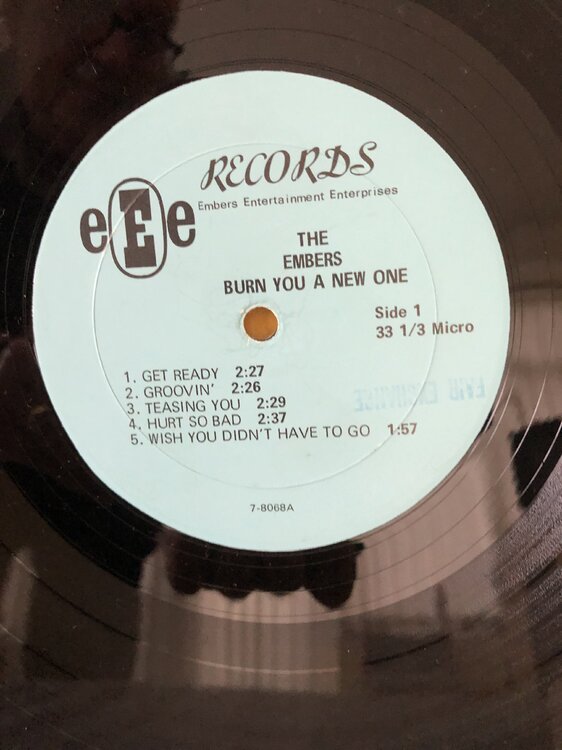 RECORDS
eEe
Embers Entertainment Enterprises
THE
EMBERS
BURN YOU A NEW ONE
Side 1
33 1/3 Micro
1. GET READY 2:27
2. GROOVIN' 2:26
3. TEASING YOU 2:29
4. HURT SO BAD 2:37
5. WISH YOU DIDN'T HAVE TO GO 1:57
7-8068A